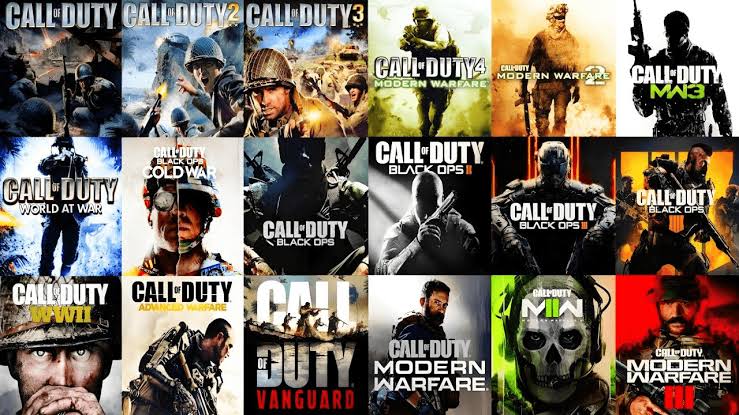 CALL OF DUTY
CALL OF DUTY 2
CALL OF DUTY 3
CALL OF DUTY 4
MODERN WARFARE
CALL OF DUTY
MODERN WARFARE
2
CALL OF DUTY
MW3
CALL OF DUTY
WORLD AT WAR
CALL OF DUTY
BLACK OPS
COLD WAR
CALL OF DUTY
BLACK OPS
CALL OF DUTY
BLACK OPS II
CALL OF DUTY
BLACK OPS III
CALL OF DUTY
BLACK OPS
IIII
CALL OF DUTY
WWII
CALL OF DUTY
ADVANCED WARFARE
CALL
OF DUTY
VANGUARD
CALL OF DUTY
MODERN
WARFARE
CALL OF DUTY
MWII
MODERN WARFARE
CALL OF DUTY
MODERN
WARFARE
III